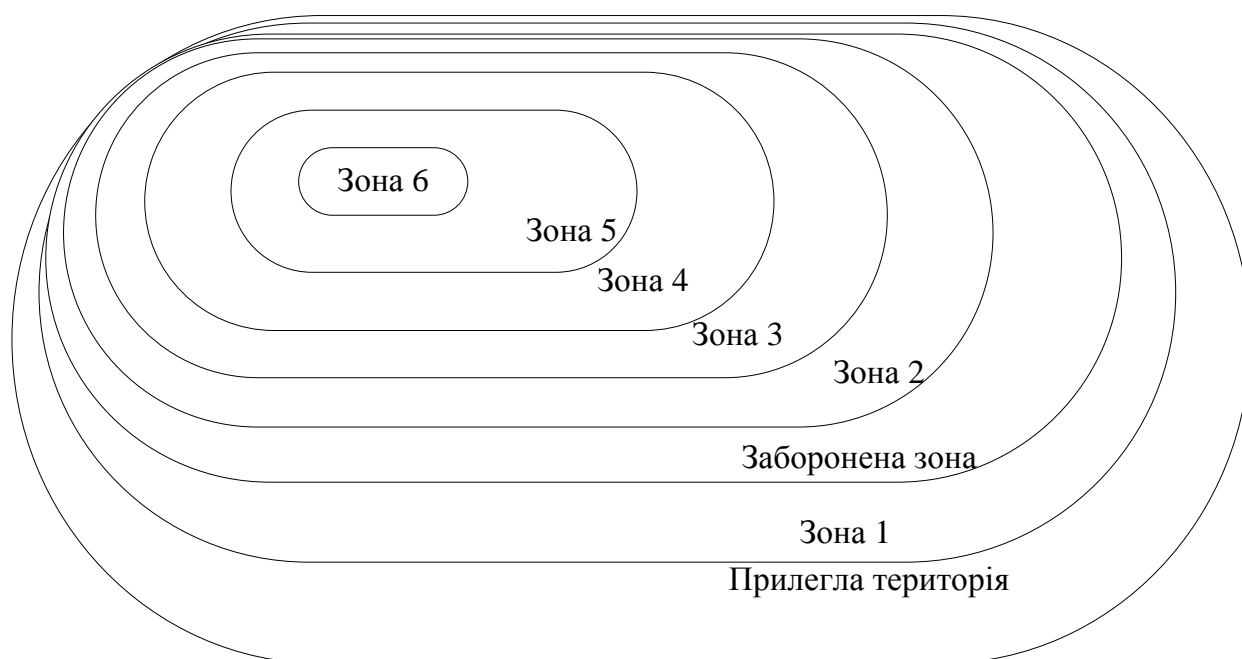 Зона 6
Зона 5
Зона 4
Зона 3
Зона 2
Заборонена зона
Зона 1
Прилегла територія